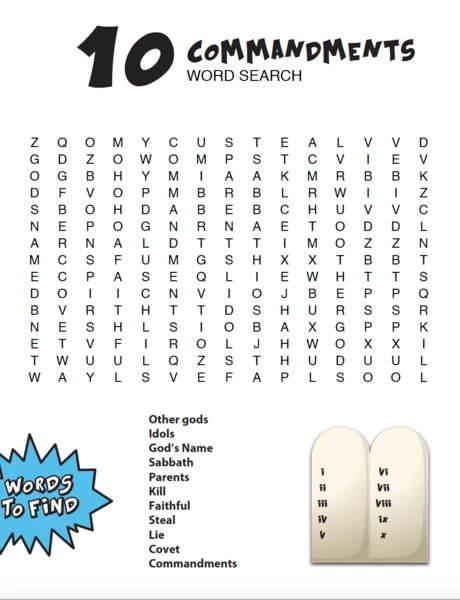 10 COMMANDMENTS
WORD SEARCH
Z Q O M Y C U S T E A L V V D
G D Z O W O M P S T C V I E V
O G B H Y M I A A K M R B B K
D F V O P M B R B L R W I I Z
S B O H D A B E B C H U V V C
N E P O G N R N A E T O D D L
A R N A L D T T T I M O Z Z N
M C S F U M G S H X X T B B T
E C P A S E Q L I E W H T T S
D O I I C N V I O J B E P P Q
B V R T H T T D S H U R S S R
N E S H L S I O B A X G P P K
E T V F I R O L J H W O X X I
T W U U L Q Z S T H U D U U L
W A Y L S V E F A P L S O O L
Other gods
Idols
God's Name
Sabbath
Parents
Kill
Faithful
Steal
Lie
Covet
Commandments
WORDS
TO FIND
i
ii
iii
iv
v
vi
vii
viii
ix
x